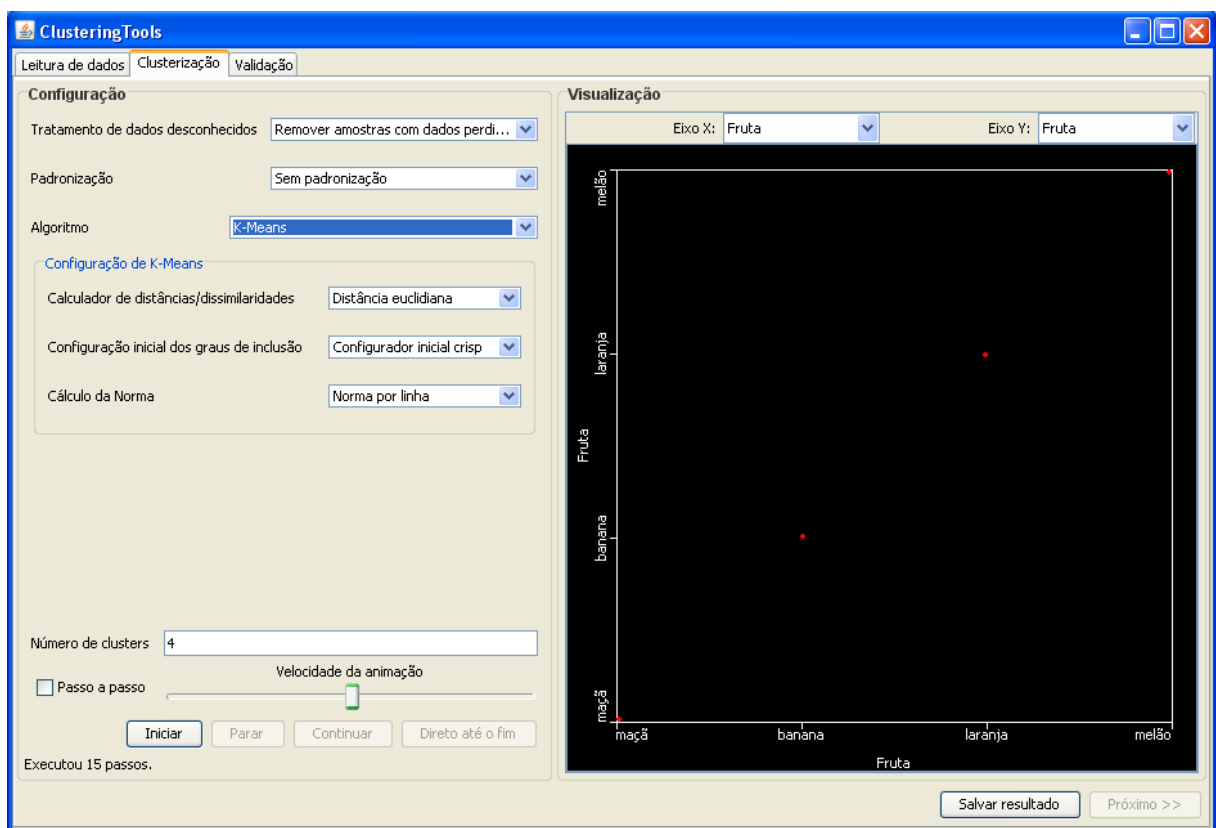 ClusteringTools
Leitura de dados Clusterização Validação
Configuração
Tratamento de dados desconhecidos Remover amostras com dados perdi...
Padronização Sem padronização
Algoritmo K-Means
Configuração de K-Means
Calculador de distâncias/dissimilaridades Distância euclidiana
Configuração inicial dos graus de inclusão Configurador inicial crisp
Cálculo da Norma Norma por linha
Número de clusters 4
Velocidade da animação
Passo a passo
Iniciar Parar Continuar Direto até o fim
Executou 15 passos.
Visualização
Eixo X: Fruta Eixo Y: Fruta
melão
laranja
Fruta
banana
maçã
maçã banana laranja melão
Fruta
Salvar resultado Próximo >>